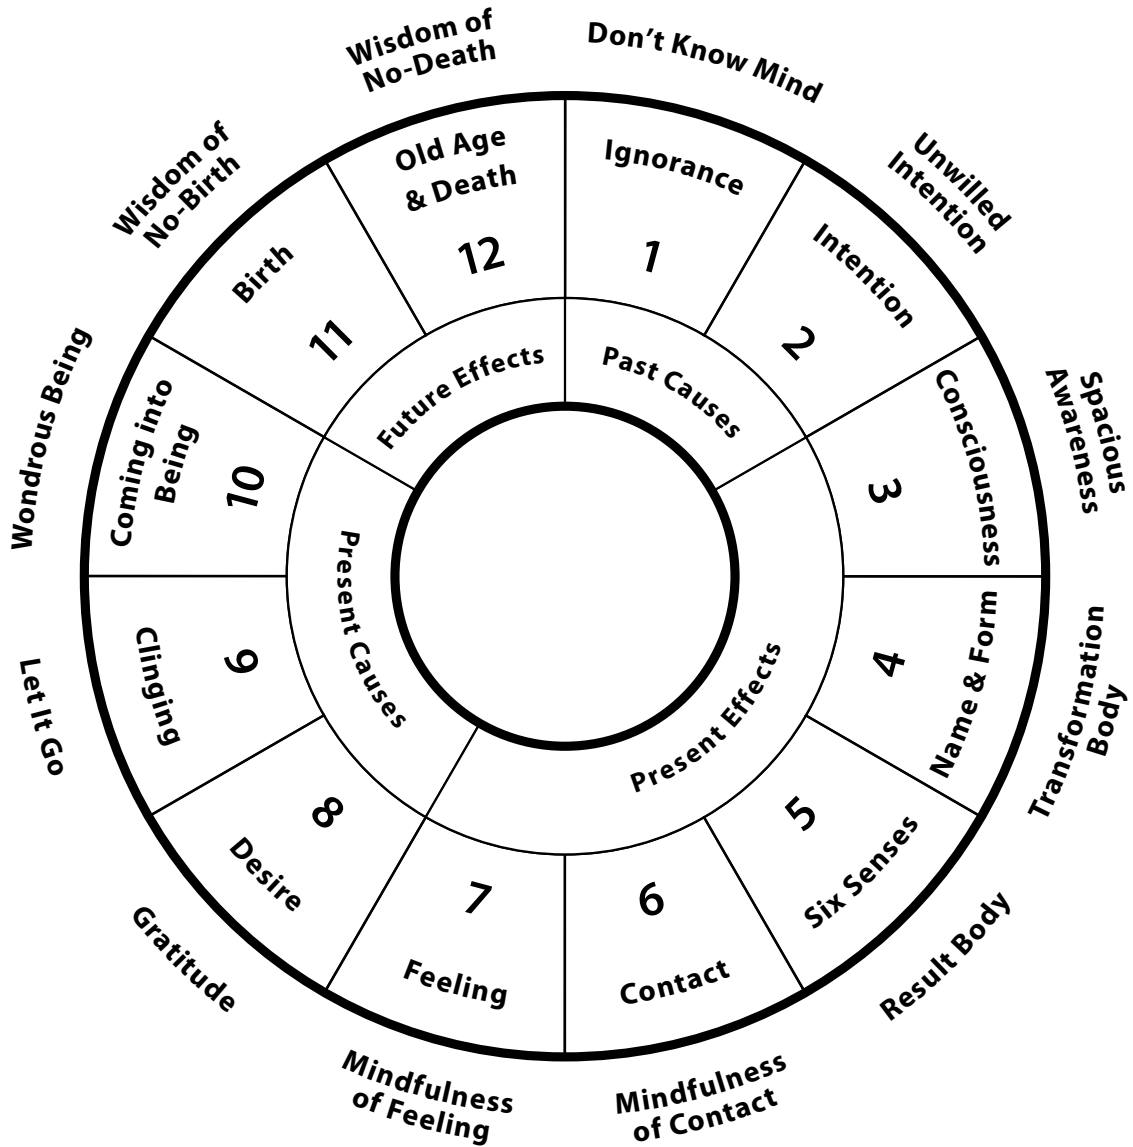 Don't Know Mind
Unwilled
Intention
Spacious
Awareness
Transformation
Body
Result Body
Mindfulness
of Contact
Mindfulness
of Feeling
Gratitude
Let It Go
Wondrous Being
Wisdom of
No-Birth
Wisdom of
No-Death
Ignorance
1
Intention
2
Consciousness
3
Name & Form
4
Six Senses
5
Contact
6
Feeling
7
Desire
8
Clinging
9
Coming into
Being
10
Birth
11
Old Age
& Death
12
Past Causes
Present Effects
Present Causes
Future Effects